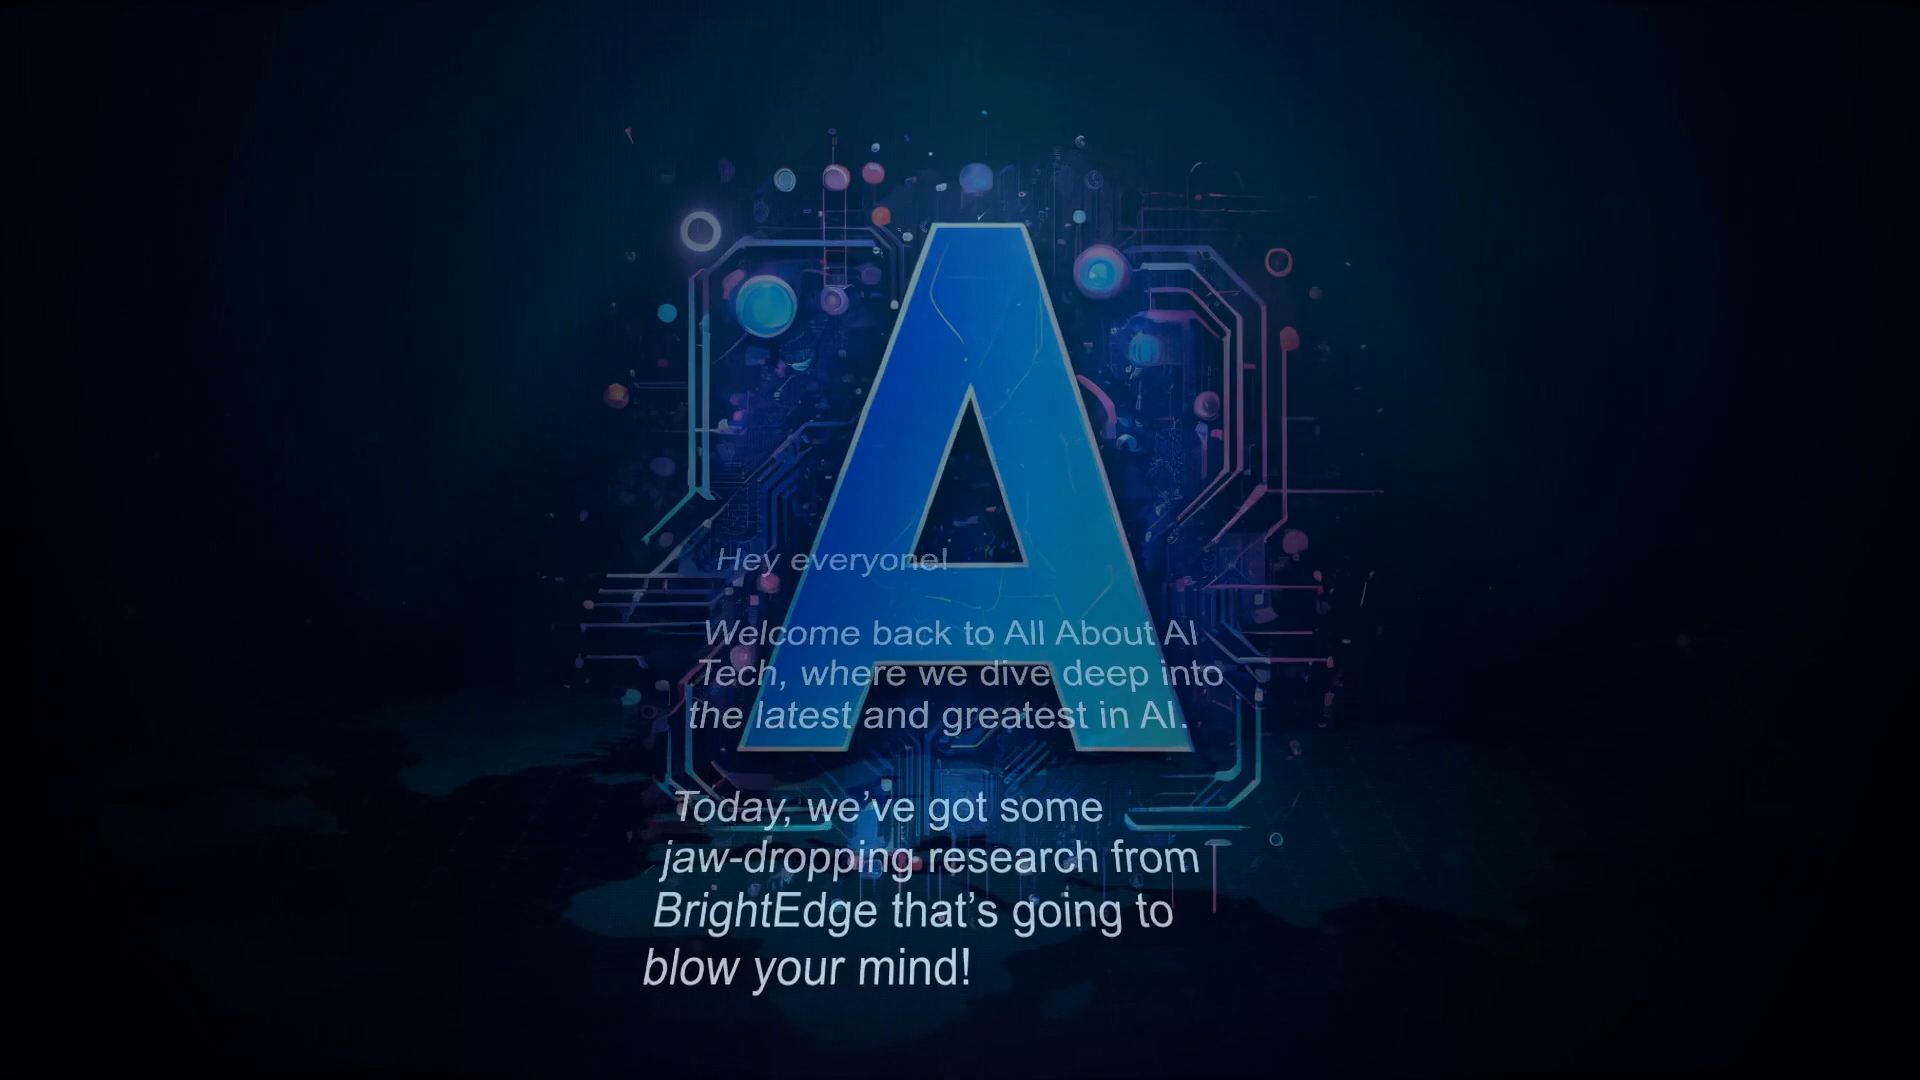 A
Hey everyone!
Welcome back to All About AI
Tech, where we dive deep into
the latest and greatest in AI.
Today, we’ve got some
jaw-dropping research from
BrightEdge that’s going to
blow your mind!